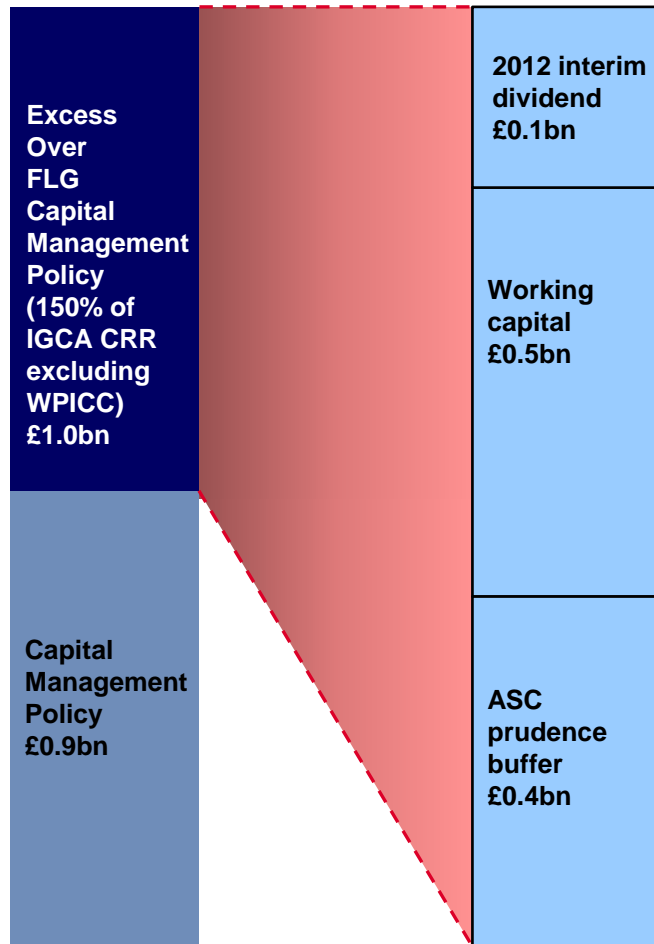 Excess
Over
FLG
Capital
Management
Policy
(150% of
IGCA CRR
excluding
WPICC)
£1.0bn
Capital
Management
Policy
£0.9bn
2012 interim
dividend
£0.1bn
Working
capital
£0.5bn
ASC
prudence
buffer
£0.4bn